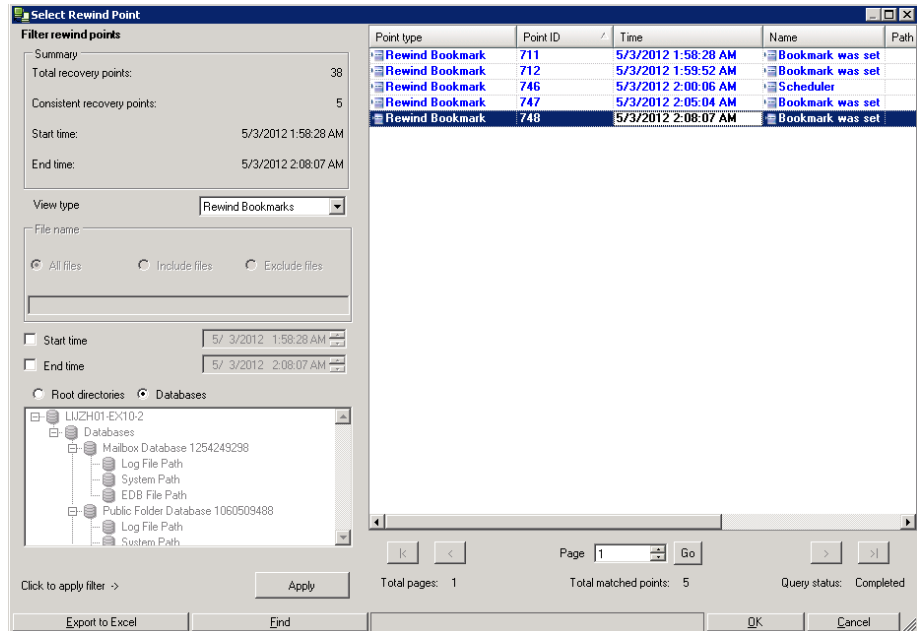 Select Rewind Point
Filter rewind points
Summary
Total recovery points: 38
Consistent recovery points: 5
Start time: 5/3/2012 1:58:28 AM
End time: 5/3/2012 2:08:07 AM
View type Rewind Bookmarks
File name
All files Include files Exclude files
Start time 5/ 3/2012 1:58:28 AM
End time 5/ 3/2012 2:08:07 AM
Root directories Databases
LIJZH01-EX10-2
Databases
Mailbox Database 1254249298
Log File Path
System Path
EDB File Path
Public Folder Database 1060509488
Log File Path
System Path
Click to apply filter -> Apply
Export to Excel Find
Point type Point ID Time Name Path
Rewind Bookmark 711 5/3/2012 1:58:28 AM Bookmark was set
Rewind Bookmark 712 5/3/2012 1:59:52 AM Bookmark was set
Rewind Bookmark 746 5/3/2012 2:00:06 AM Scheduler
Rewind Bookmark 747 5/3/2012 2:05:04 AM Bookmark was set
Rewind Bookmark 748 5/3/2012 2:08:07 AM Bookmark was set
|< < Page 1 Go > >|
Total pages: 1 Total matched points: 5 Query status: Completed
OK Cancel